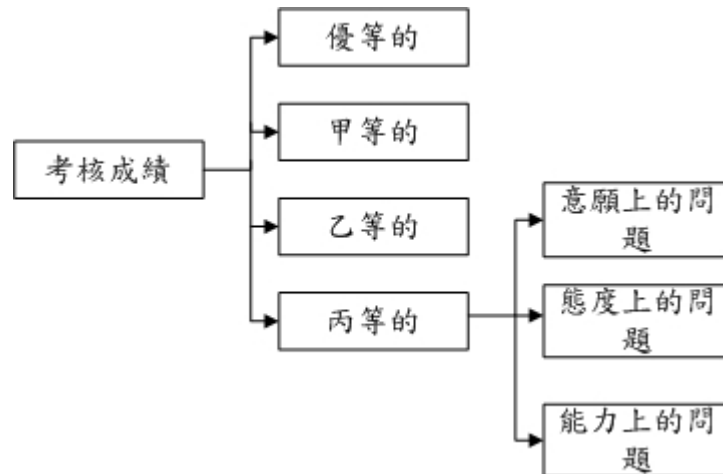 優等的
甲等的
考核成績
乙等的
丙等的
意願上的問
題
態度上的問
題
能力上的問
題